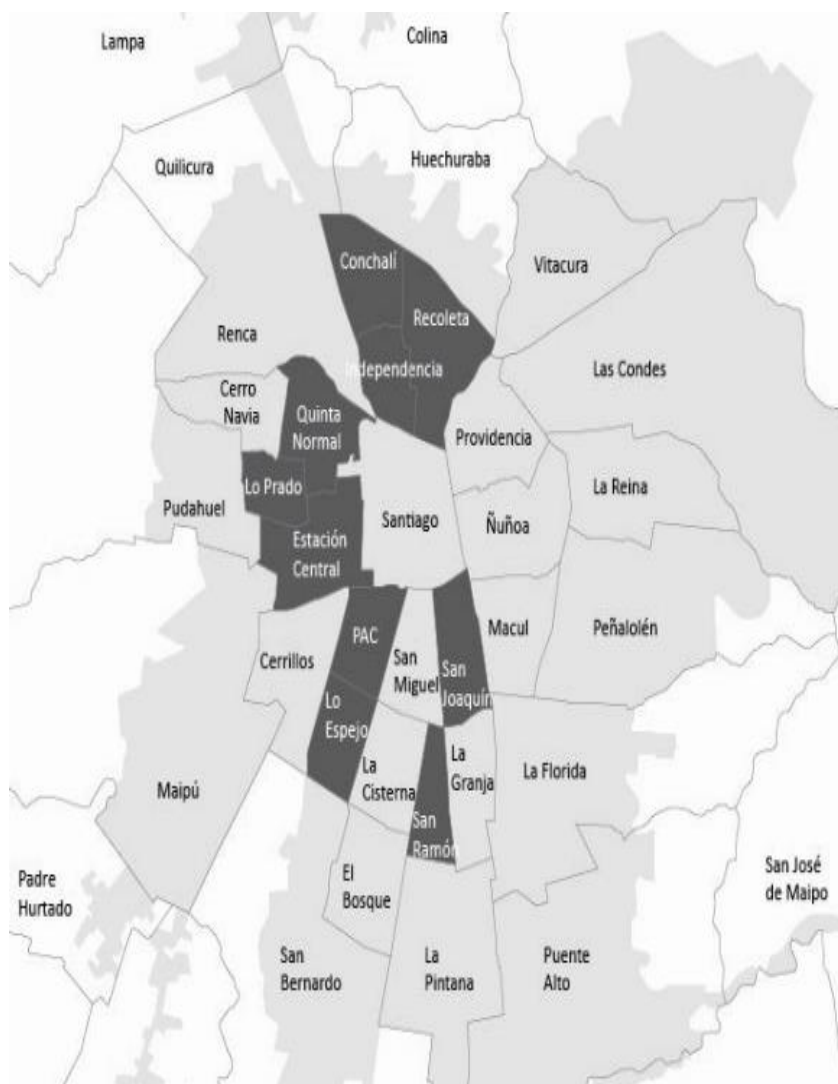 Lampa
Colina
Quilicura
Huechuraba
Conchalí
Vitacura
Recoleta
Renca
Independencia
Las Condes
Cerro
Navia
Quinta
Normal
Providencia
Lo Prado
La Reina
Pudahuel
Santiago
Ñuñoa
Estación
Central
PAC
Macul
Peñalolén
Cerrillos
San
Miguel
San
Joaquín
Lo
Espejo
La
Cisterna
La
Granja
La Florida
Maipú
San
Ramón
El
Bosque
Padre
Hurtado
San José
de Maipo
San
Bernardo
La
Pintana
Puente
Alto